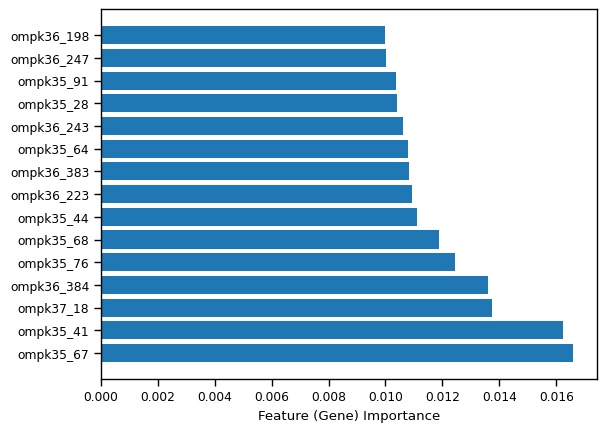 ompk36_198
ompk36_247
ompk35_91
ompk35_28
ompk36_243
ompk35_64
ompk36_383
ompk36_223
ompk35_44
ompk35_68
ompk35_76
ompk36_384
ompk37_18
ompk35_41
ompk35_67
0.000 0.002 0.004 0.006 0.008 0.010 0.012 0.014 0.016
Feature (Gene) Importance